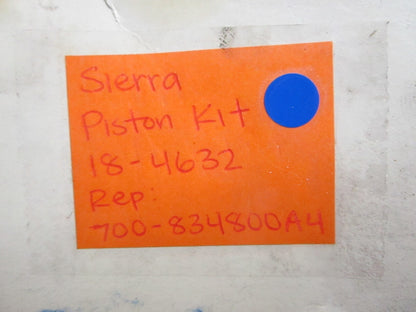 Sierra
Piston Kit
18-4632
Rep:
700-834800A4